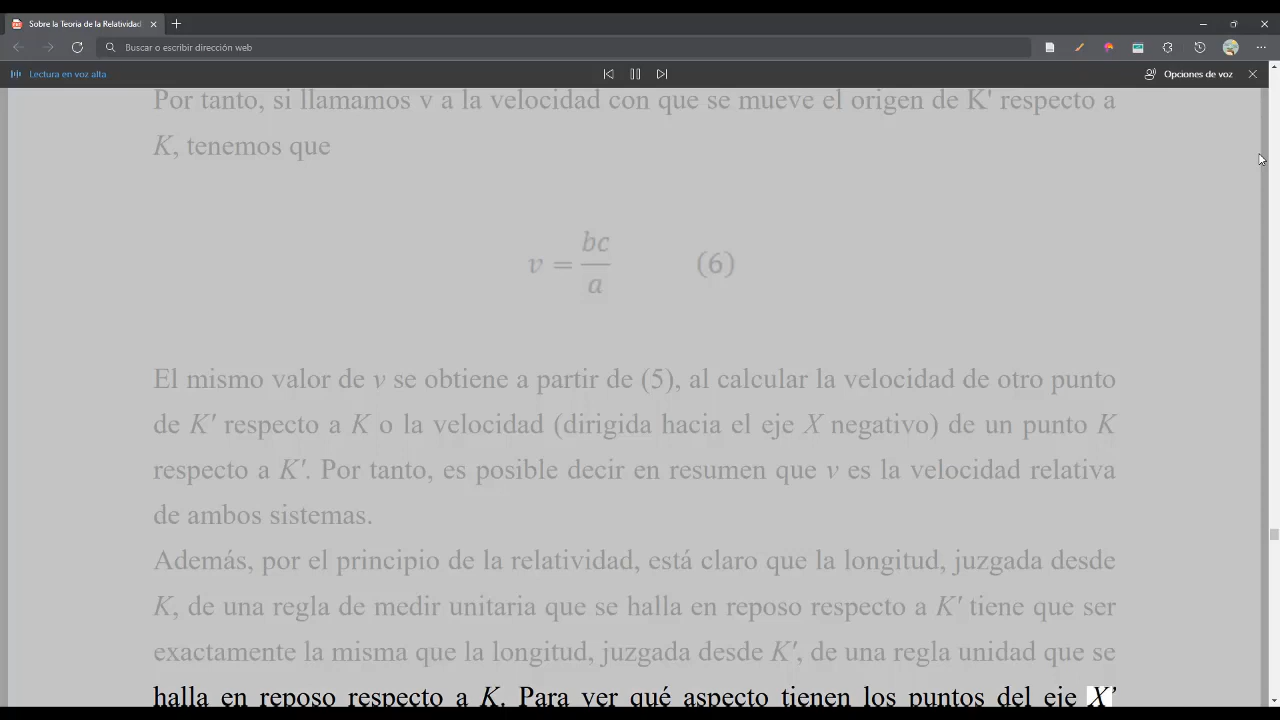 Sobre la Teoria de la Relatividad
Buscar o escribir dirección web
Lectura en voz alta
Opciones de voz
Por tanto, si llamamos v a la velocidad con que se mueve el origen de K' respecto a
K, tenemos que
v = bc/a (6)
El mismo valor de v se obtiene a partir de (5), al calcular la velocidad de otro punto
de K' respecto a K o la velocidad (dirigida hacia el eje X negativo) de un punto K
respecto a K'. Por tanto, es posible decir en resumen que v es la velocidad relativa
de ambos sistemas.
Además, por el principio de la relatividad, está claro que la longitud, juzgada desde
K, de una regla de medir unitaria que se halla en reposo respecto a K' tiene que ser
exactamente la misma que la longitud, juzgada desde K', de una regla unidad que se
halla en reposo respecto a K. Para ver qué aspecto tienen los puntos del eje X’